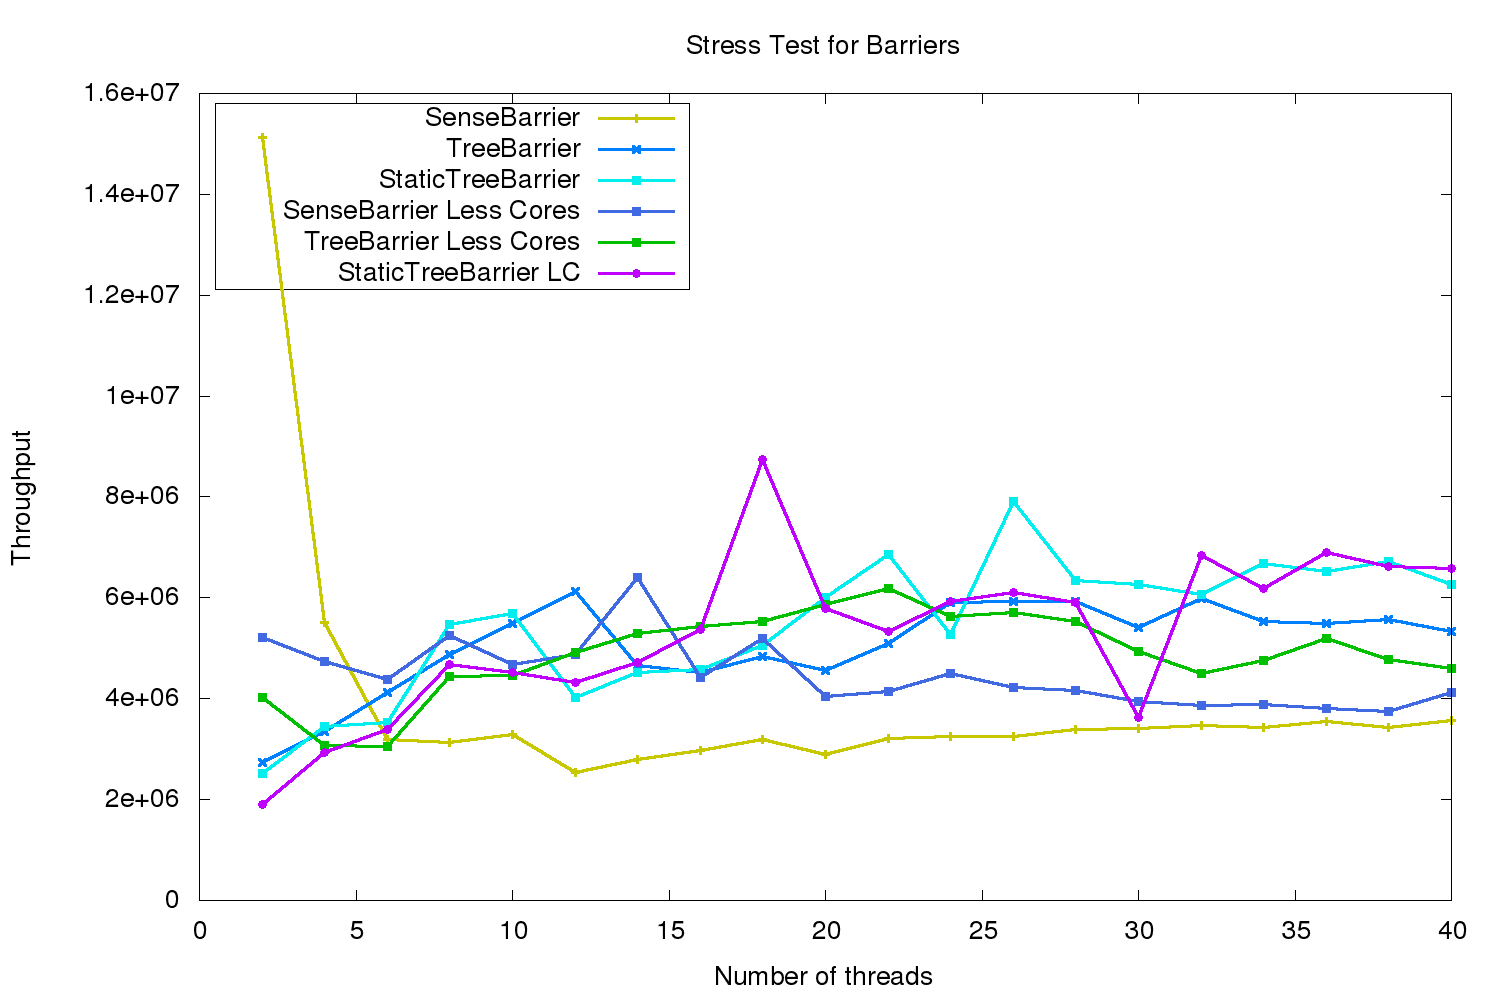 Stress Test for Barriers
1.6e+07
1.4e+07
1.2e+07
1e+07
8e+06
6e+06
4e+06
2e+06
0
SenseBarrier
TreeBarrier
StaticTreeBarrier
SenseBarrier Less Cores
TreeBarrier Less Cores
StaticTreeBarrier LC
Throughput
0 5 10 15 20 25 30 35 40
Number of threads